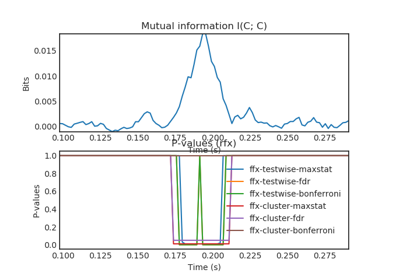 Mutual information I(C; C)
0.015
0.010
0.005
0.000
Bits
0.100 0.125 0.150 0.175 0.200 0.225 0.250 0.275
Time (s)
P-values (rfx)
1.0
0.8
0.6
0.4
0.2
0.0
P-values
ffx-testwise-maxstat
ffx-testwise-fdr
ffx-testwise-bonferroni
ffx-cluster-maxstat
ffx-cluster-fdr
ffx-cluster-bonferroni
0.100 0.125 0.150 0.175 0.200 0.225 0.250 0.275
Time (s)